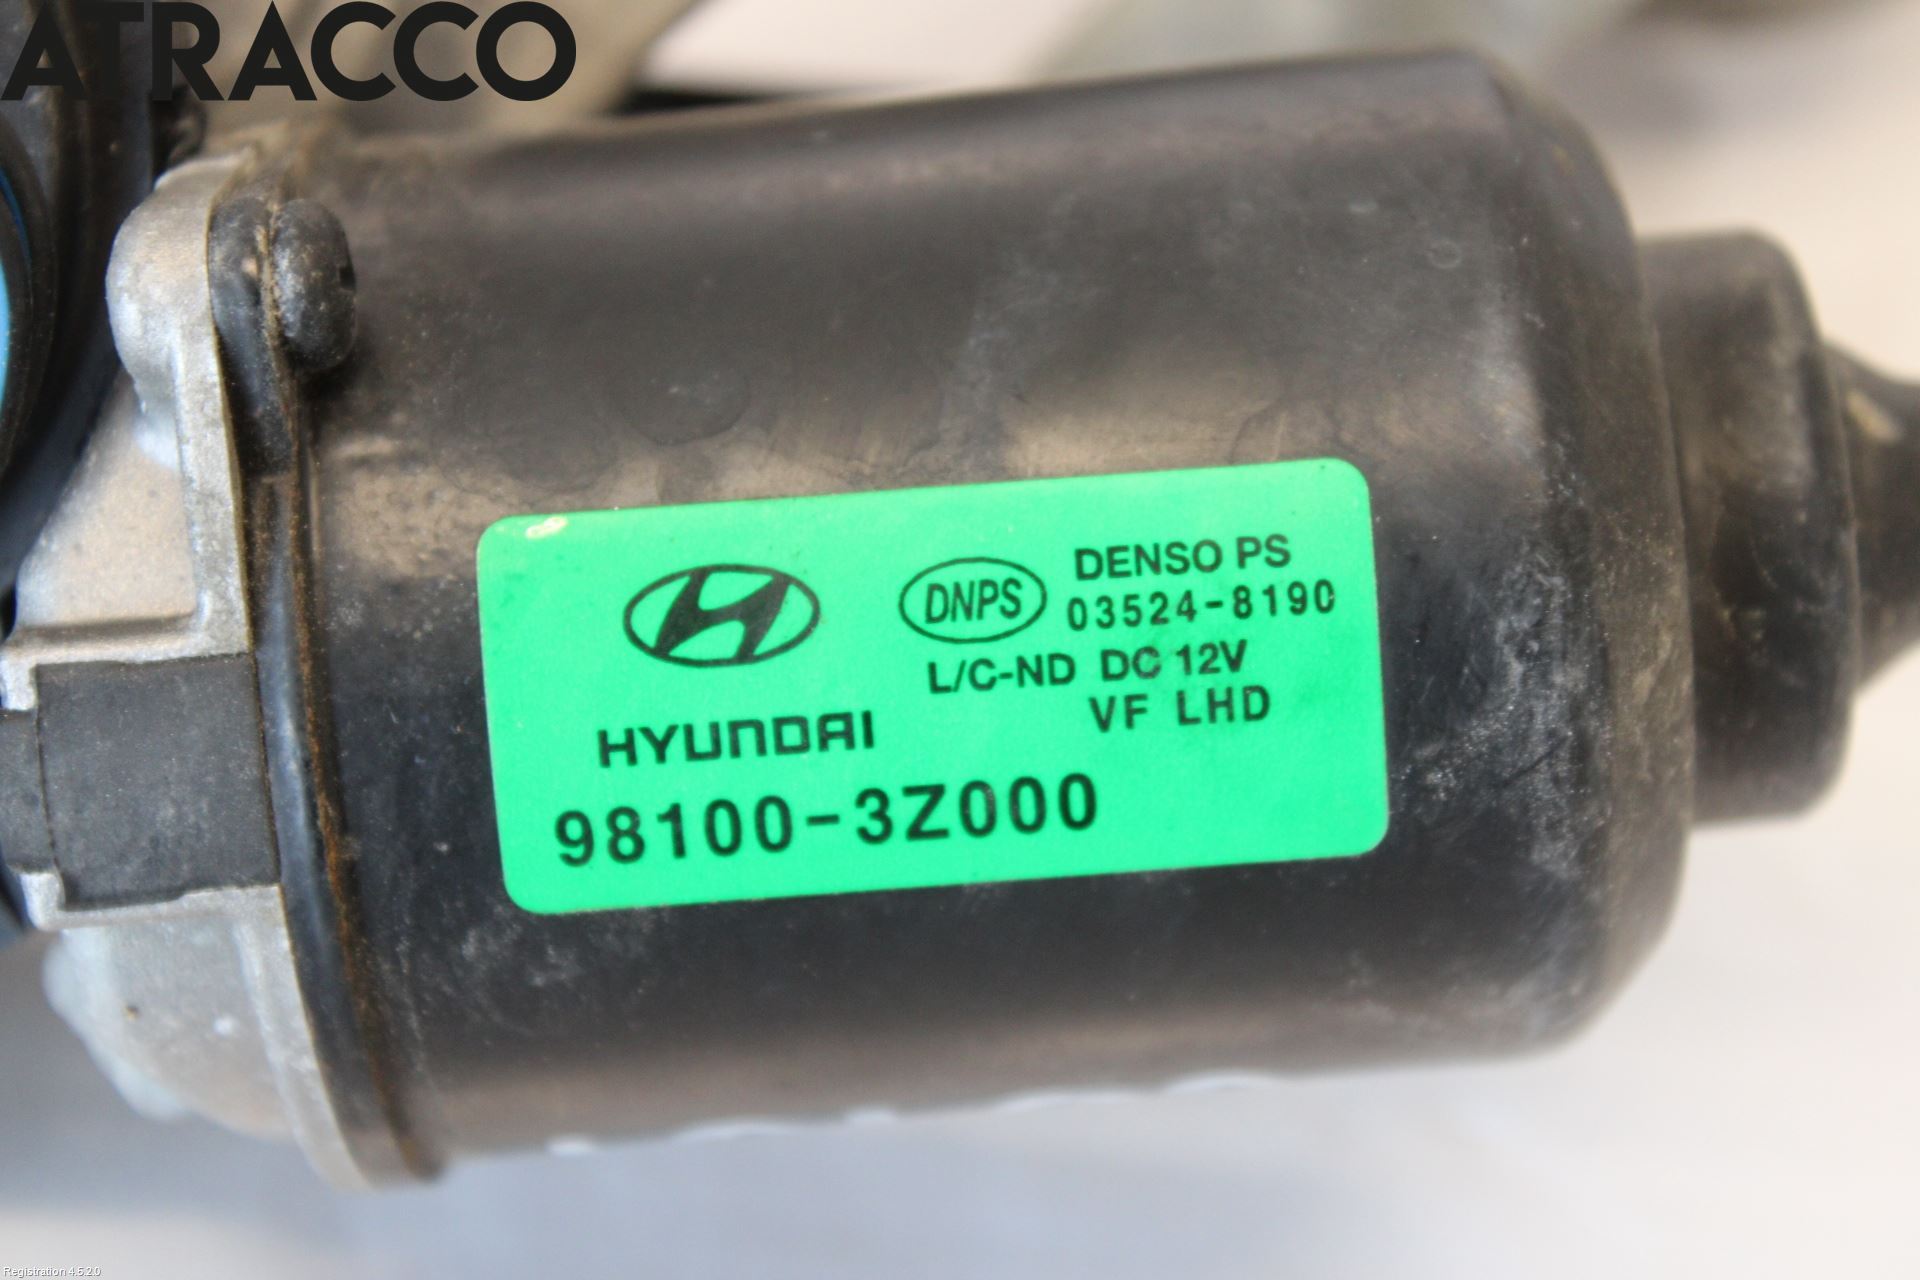 ATRACCO
DNPS
DENSO PS
03524-8190
L/C-ND DC 12V
VF LHD
HYUNDAI
98100-3Z000
Registration 4.5.2.0